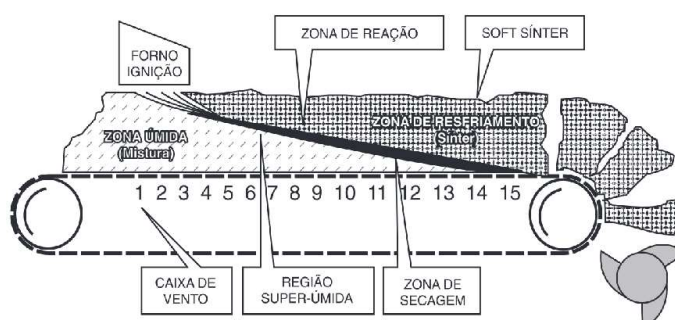 FORNO
IGNIÇÃO
ZONA DE REAÇÃO
SOFT SÍNTER
ZONA ÚMIDA
(Mistura)
ZONA DE RESFRIAMENTO
(Sínter)
1 2 3 4 5 6 7 8 9 10 11 12 13 14 15
CAIXA DE
VENTO
REGIÃO
SUPER-ÚMIDA
ZONA DE
SECAGEM